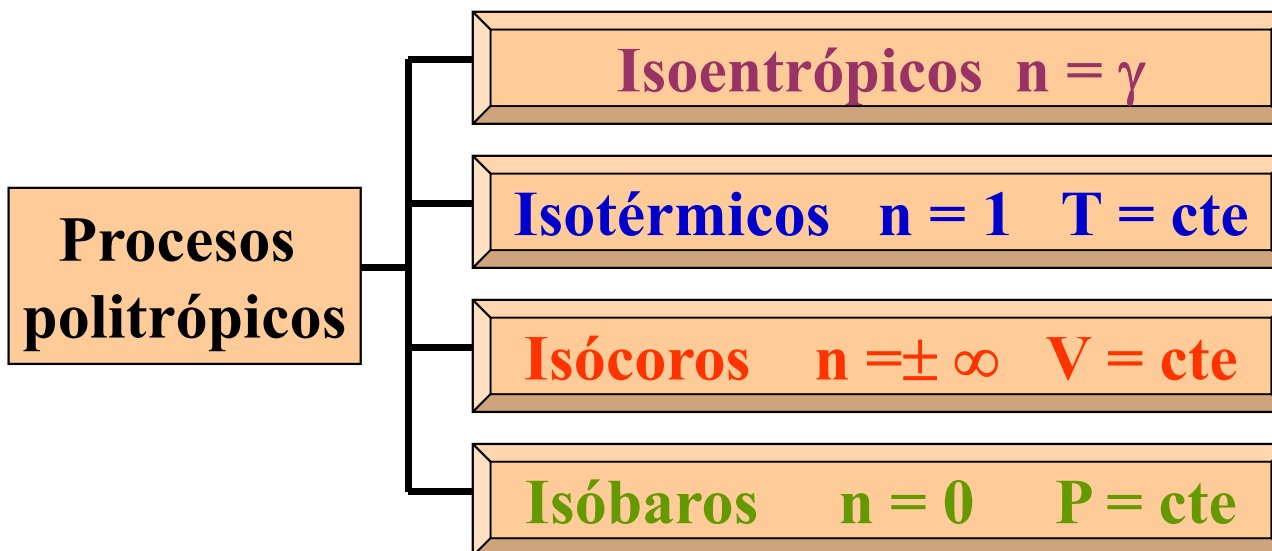 Procesos
politrópicos
Isoentrópicos n = γ
Isotérmicos n = 1 T = cte
Isócoros n =± ∞ V = cte
Isóbaros n = 0 P = cte